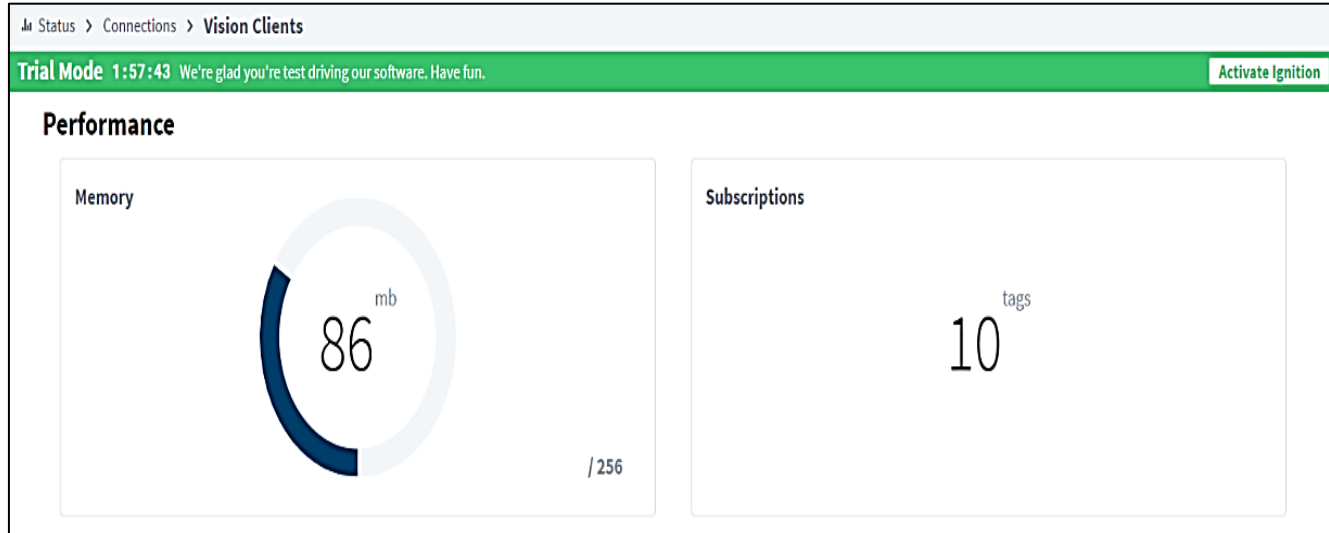 Status > Connections > Vision Clients
Trial Mode 1:57:43 We're glad you're test driving our software. Have fun.
Activate Ignition
Performance
Memory
86 mb
/ 256
Subscriptions
10 tags